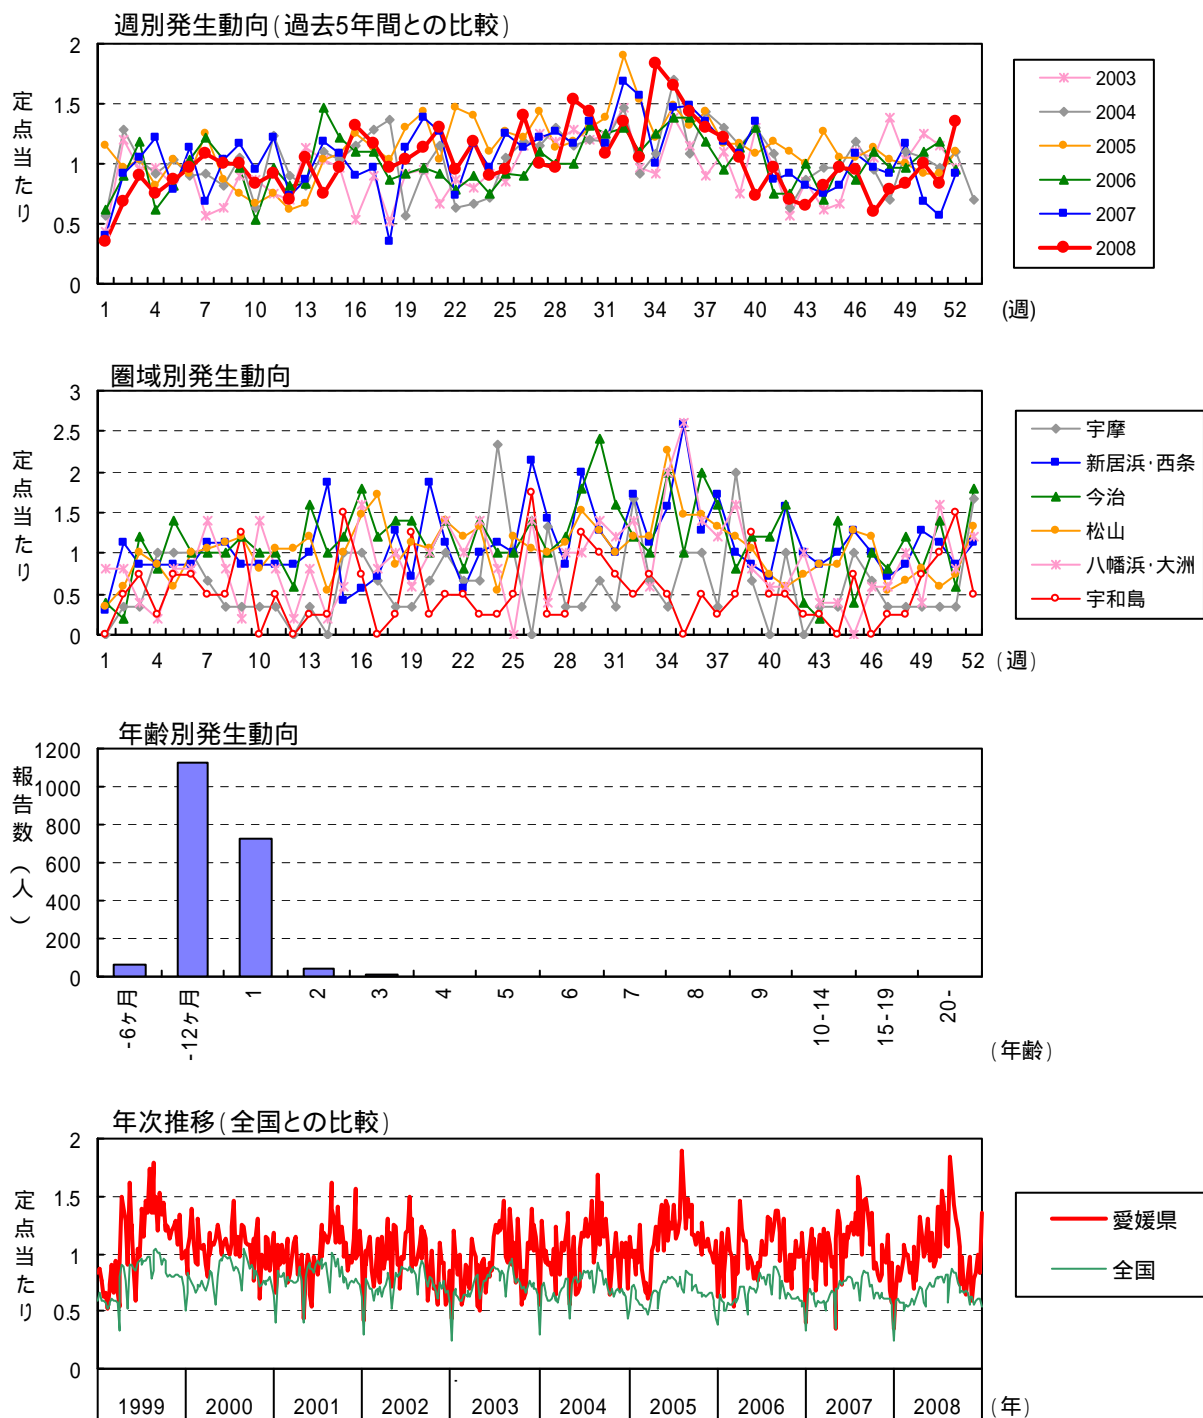 週別発生動向(過去5年間との比較)
定点当たり
2
1.5
1
0.5
0
1 4 7 10 13 16 19 22 25 28 31 34 37 40 43 46 49 52 (週)
2003
2004
2005
2006
2007
2008
圏域別発生動向
定点当たり
3
2.5
2
1.5
1
0.5
0
1 4 7 10 13 16 19 22 25 28 31 34 37 40 43 46 49 52 (週)
宇摩
新居浜・西条
今治
松山
八幡浜・大洲
宇和島
年齢別発生動向
報告数(人)
1200
1000
800
600
400
200
0
-6ヶ月 -12ヶ月 1 2 3 4 5 6 7 8 9 10-14 15-19 20-
(年齢)
年次推移(全国との比較)
定点当たり
2
1.5
1
0.5
0
1999 2000 2001 2002 2003 2004 2005 2006 2007 2008 (年)
愛媛県
全国